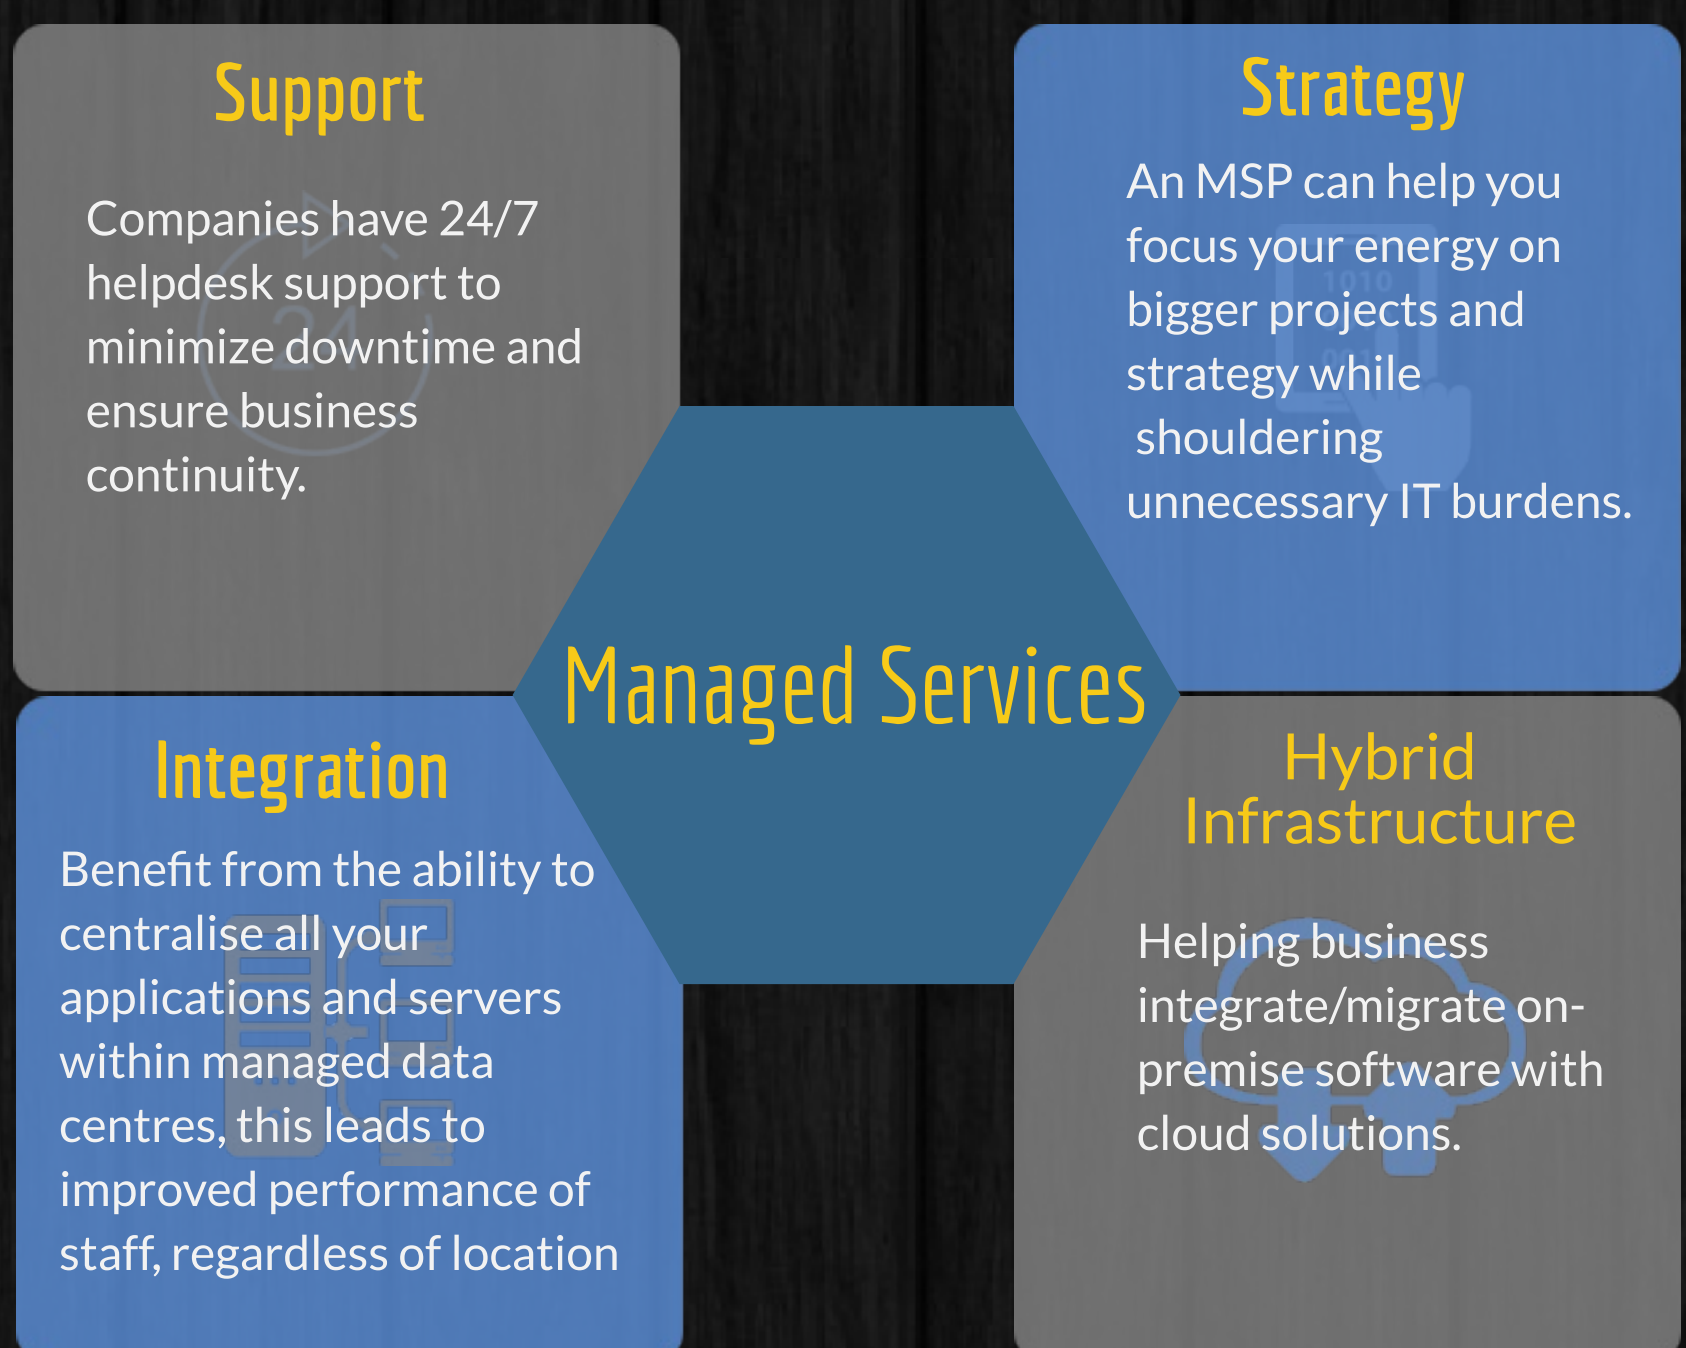 Support
Companies have 24/7
helpdesk support to
minimize downtime and
ensure business
continuity.
24
Strategy
An MSP can help you
focus your energy on
bigger projects and
strategy while
shouldering
unnecessary IT burdens.
1010
001
Managed Services
Integration
Benefit from the ability to
centralise all your
applications and servers
within managed data
centres, this leads to
improved performance of
staff, regardless of location
Hybrid
Infrastructure
Helping business
integrate/migrate on-
premise software with
cloud solutions.